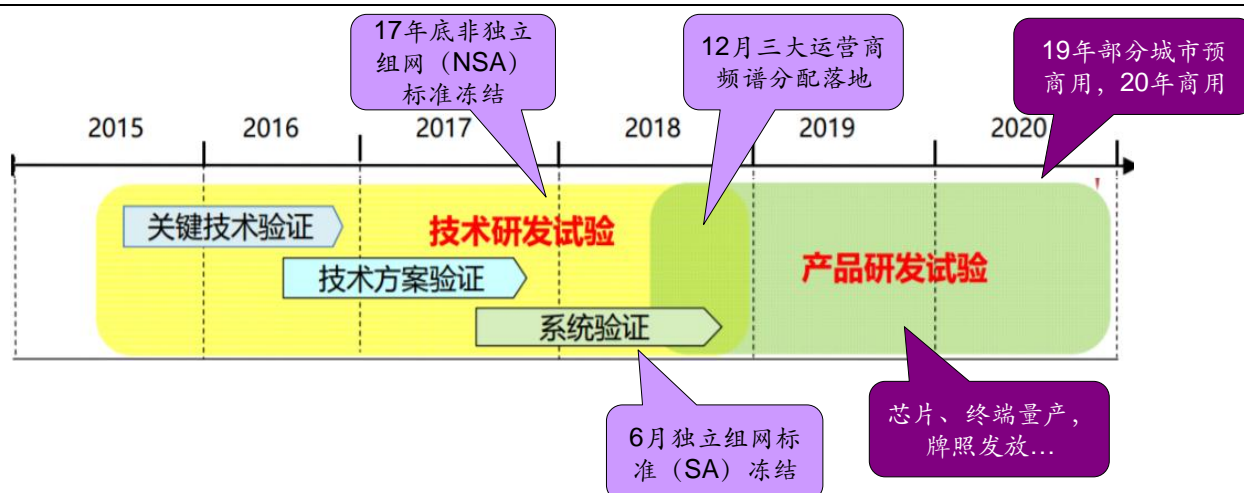 17年底非独立
组网（NSA）
标准冻结
12月三大运营商
频谱分配落地
19年部分城市预
商用，20年商用
2015 2016 2017 2018 2019 2020
关键技术验证
技术研发试验
技术方案验证
产品研发试验
系统验证
6月独立组网标
准（SA）冻结
芯片、终端量产，
牌照发放…